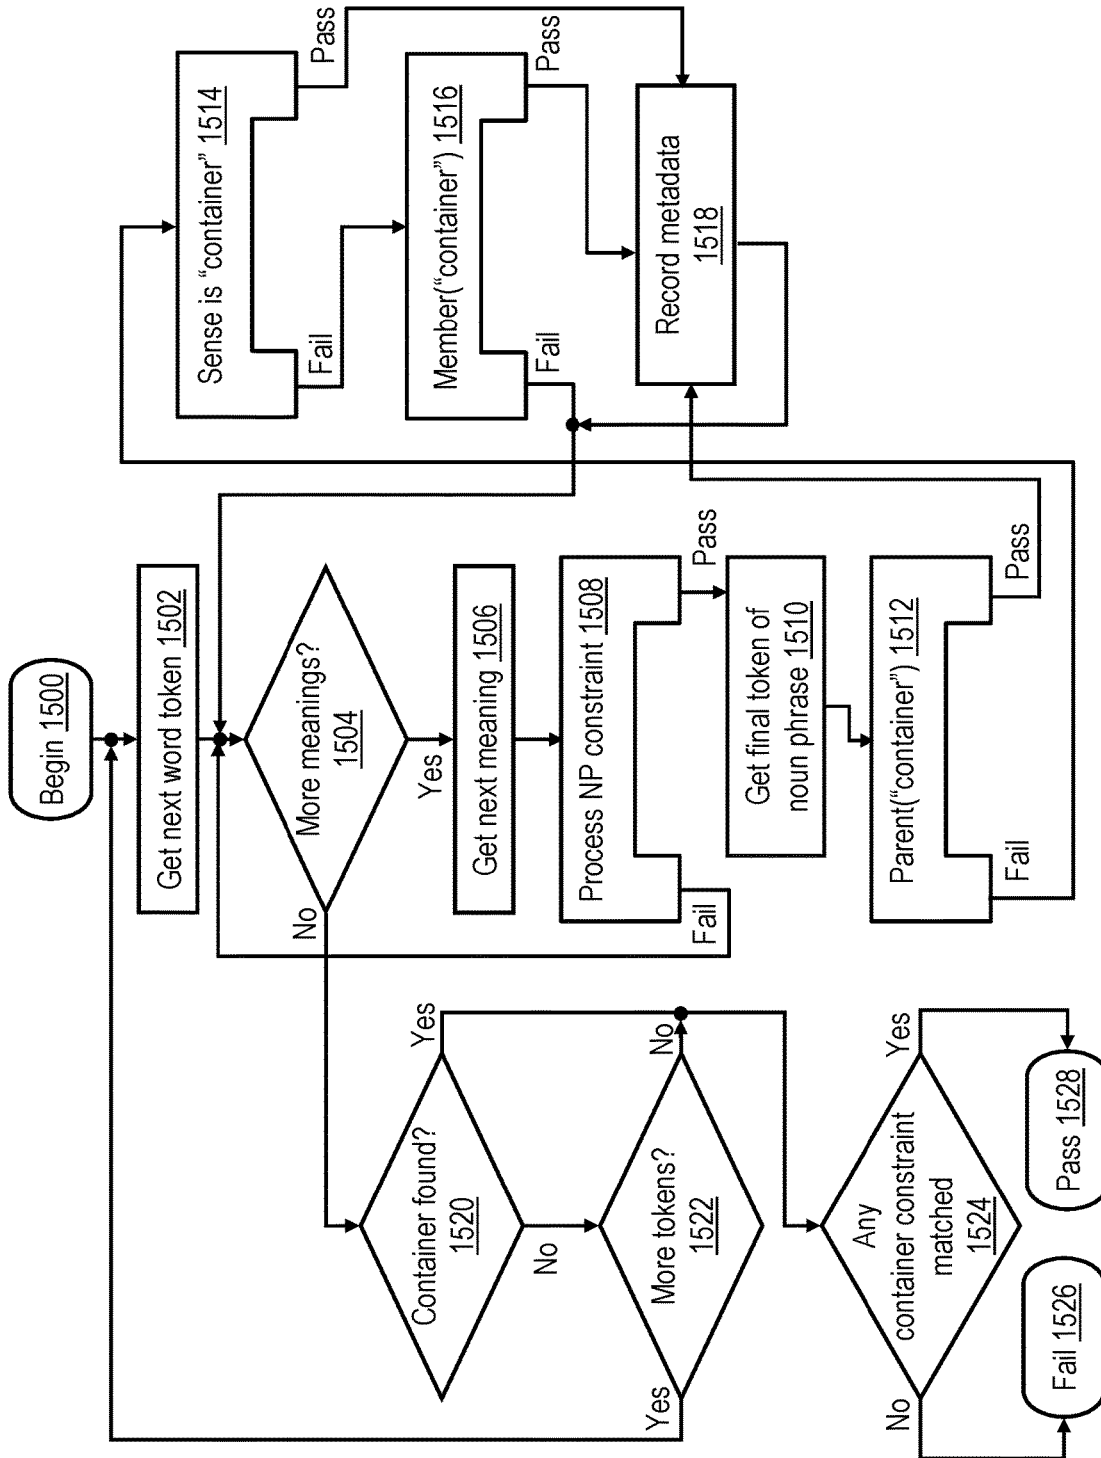 Begin 1500
Get next word token 1502
More meanings?
1504
No
Yes
Get next meaning 1506
Process NP constraint 1508
Fail
Pass
Get final token of
noun phrase 1510
Parent(“container”) 1512
Fail
Pass
Sense is “container” 1514
Fail
Pass
Member(“container”) 1516
Fail
Pass
Record metadata
1518
Container found?
1520
Yes
No
More tokens?
1522
Yes
No
Any
container constraint
matched
1524
No
Yes
Fail 1526
Pass 1528